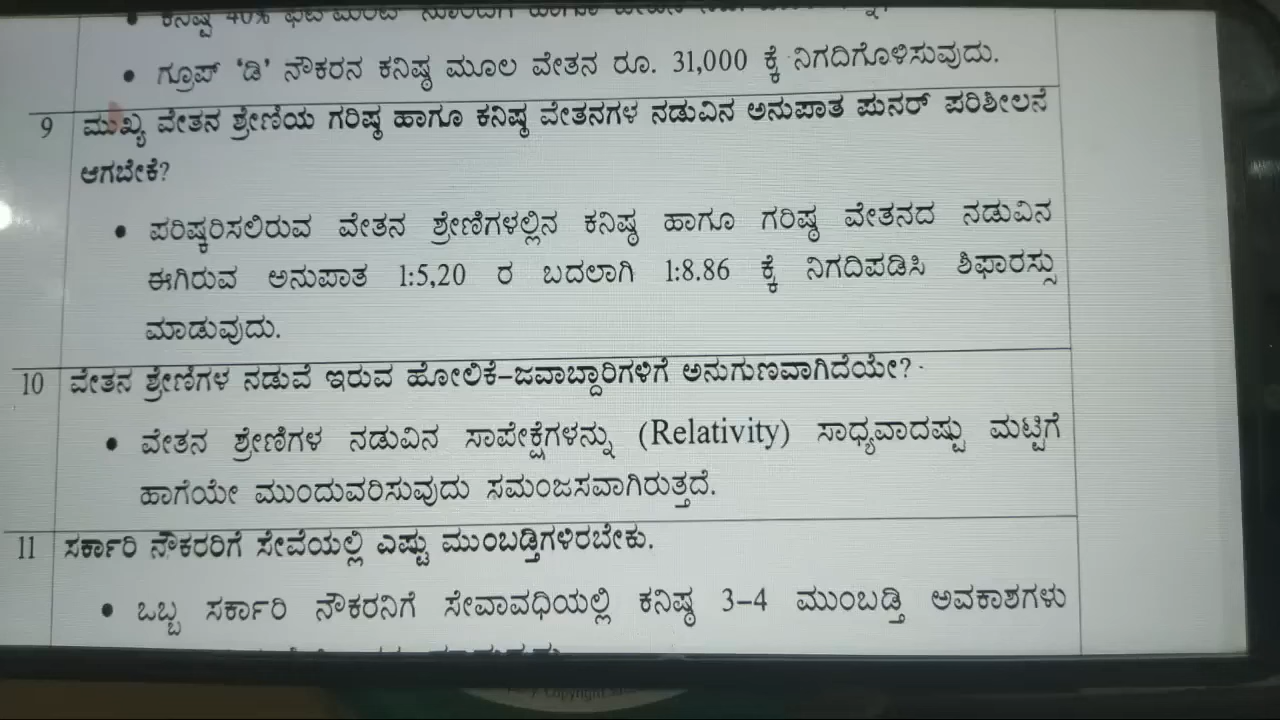 ಕನಿಷ್ಠ 40%
• ಗ್ರೂಪ್ ‘ಡಿ’ ನೌಕರನ ಕನಿಷ್ಠ ಮೂಲ ವೇತನ ರೂ. 31,000 ಕ್ಕೆ ನಿಗದಿಗೊಳಿಸುವುದು.
9 ಮುಖ್ಯ ವೇತನ ಶ್ರೇಣಿಯ ಗರಿಷ್ಠ ಹಾಗೂ ಕನಿಷ್ಠ ವೇತನಗಳ ನಡುವಿನ ಅನುಪಾತ ಪುನರ್ ಪರಿಶೀಲನೆ
ಆಗಬೇಕೆ?
• ಪರಿಷ್ಕರಿಸಲಿರುವ ವೇತನ ಶ್ರೇಣಿಗಳಲ್ಲಿನ ಕನಿಷ್ಠ ಹಾಗೂ ಗರಿಷ್ಠ ವೇತನದ ನಡುವಿನ
ಈಗಿರುವ ಅನುಪಾತ 1:5,20 ರ ಬದಲಾಗಿ 1:8.86 ಕ್ಕೆ ನಿಗದಿಪಡಿಸಿ ಶಿಫಾರಸ್ಸು
ಮಾಡುವುದು.
10 ವೇತನ ಶ್ರೇಣಿಗಳ ನಡುವೆ ಇರುವ ಹೋಲಿಕೆ–ಜವಾಬ್ದಾರಿಗಳಿಗೆ ಅನುಗುಣವಾಗಿದೆಯೇ?
• ವೇತನ ಶ್ರೇಣಿಗಳ ನಡುವಿನ ಸಾಪೇಕ್ಷೆಗಳನ್ನು (Relativity) ಸಾಧ್ಯವಾದಷ್ಟು ಮಟ್ಟಿಗೆ
ಹಾಗೆಯೇ ಮುಂದುವರಿಸುವುದು ಸಮಂಜಸವಾಗಿರುತ್ತದೆ.
11 ಸರ್ಕಾರಿ ನೌಕರರಿಗೆ ಸೇವೆಯಲ್ಲಿ ಎಷ್ಟು ಮುಂಬಡ್ತಿಗಳಿರಬೇಕು.
• ಒಬ್ಬ ಸರ್ಕಾರಿ ನೌಕರನಿಗೆ ಸೇವಾವಧಿಯಲ್ಲಿ ಕನಿಷ್ಠ 3–4 ಮುಂಬಡ್ತಿ ಅವಕಾಶಗಳು
Copyright